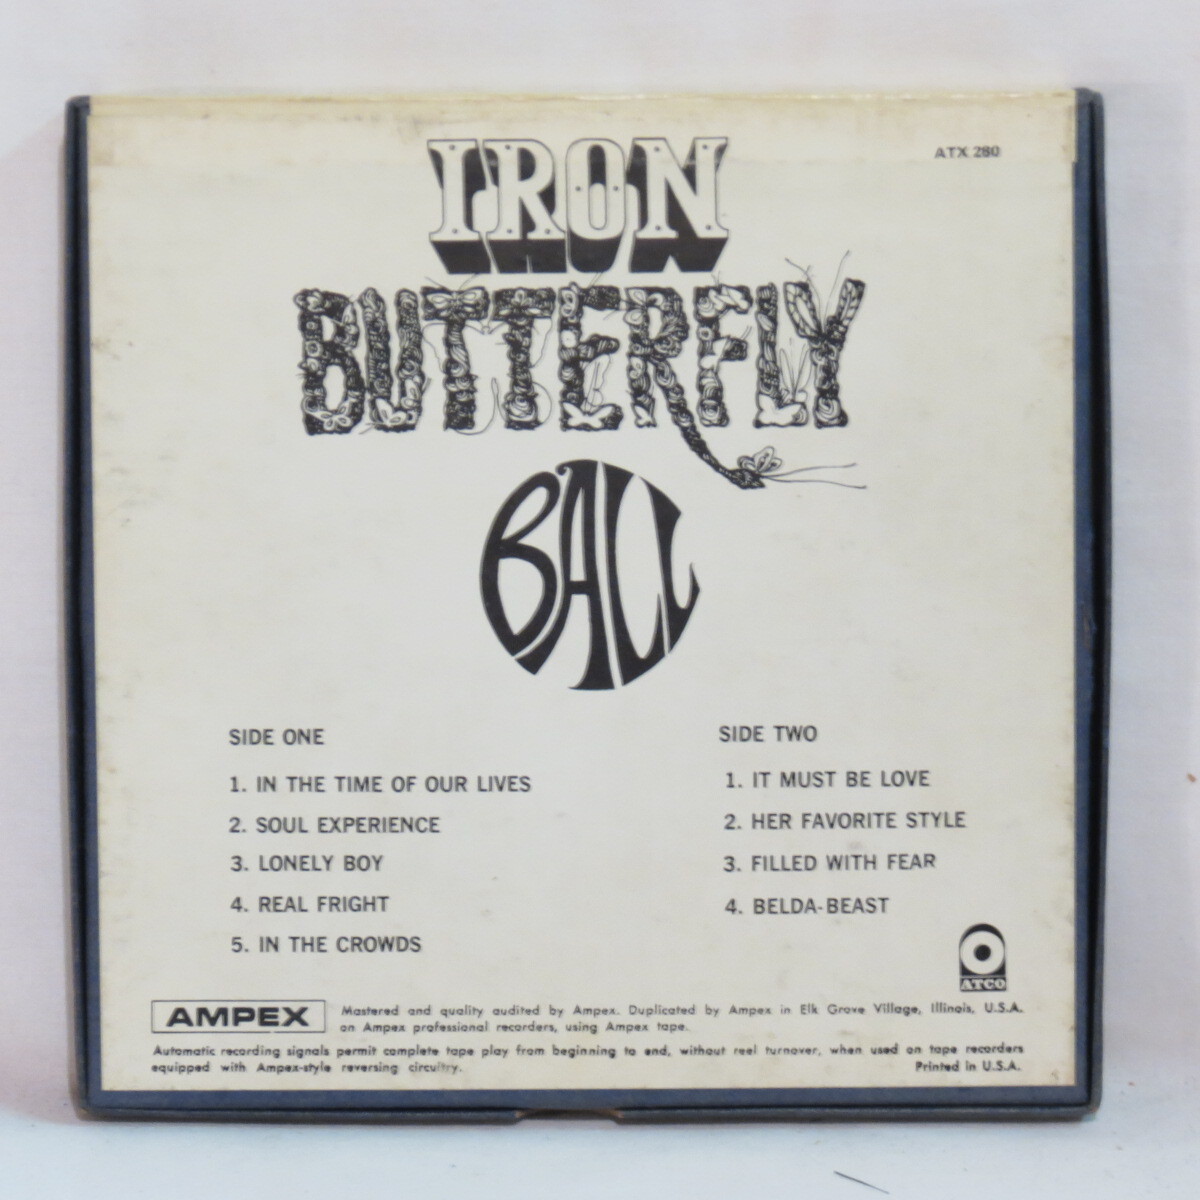 ATX 280
IRON
BUTTERFLY
BALL
SIDE ONE
1. IN THE TIME OF OUR LIVES
2. SOUL EXPERIENCE
3. LONELY BOY
4. REAL FRIGHT
5. IN THE CROWDS
SIDE TWO
1. IT MUST BE LOVE
2. HER FAVORITE STYLE
3. FILLED WITH FEAR
4. BELDA-BEAST
ATCO
AMPEX
Mastered and quality audited by Ampex. Duplicated by Ampex in Elk Grove Village, Illinois, U.S.A.
on Ampex professional recorders, using Ampex tape.
Automatic recording signals permit complete tape play from beginning to end, without reel turnover, when used on tape recorders
equipped with Ampex-style reversing circuitry.
Printed in U.S.A.